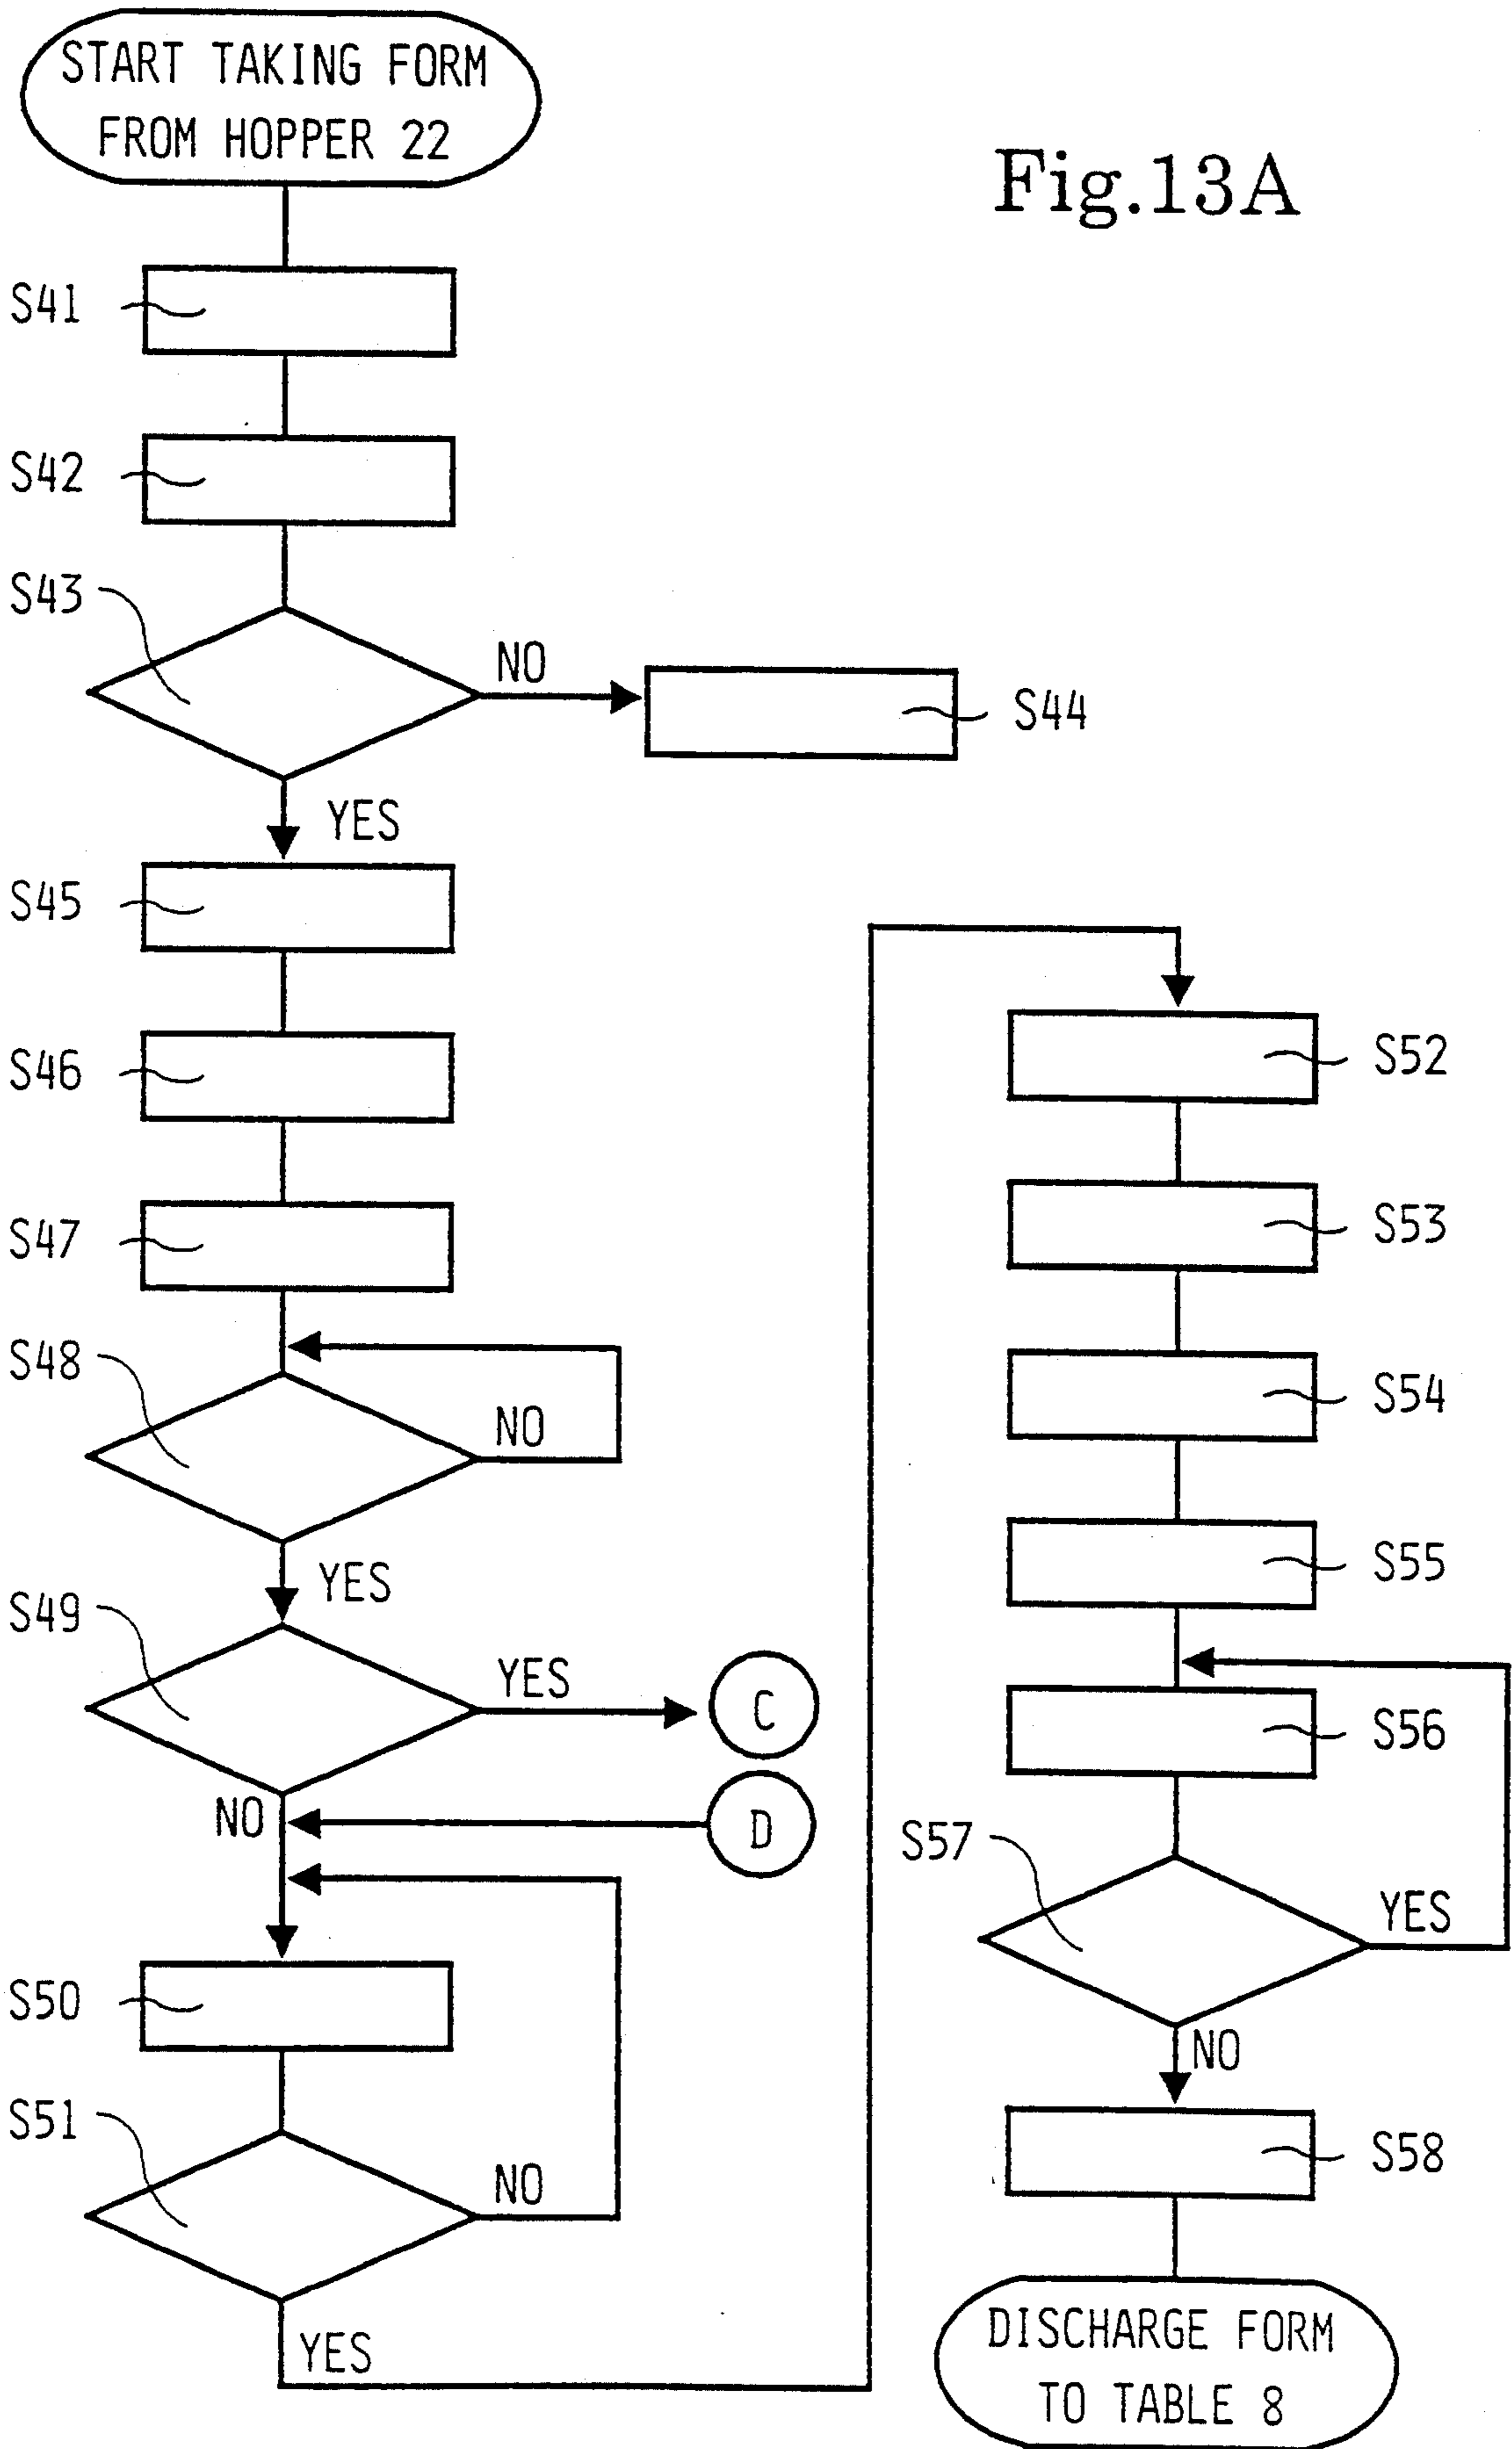 START TAKING FORM
FROM HOPPER 22
Fig.13A
S41
S42
S43
NO
S44
YES
S45
S46
S47
S48
NO
YES
S49
YES
C
NO
D
S50
S51
NO
YES
S52
S53
S54
S55
S56
S57
YES
NO
S58
DISCHARGE FORM
TO TABLE 8